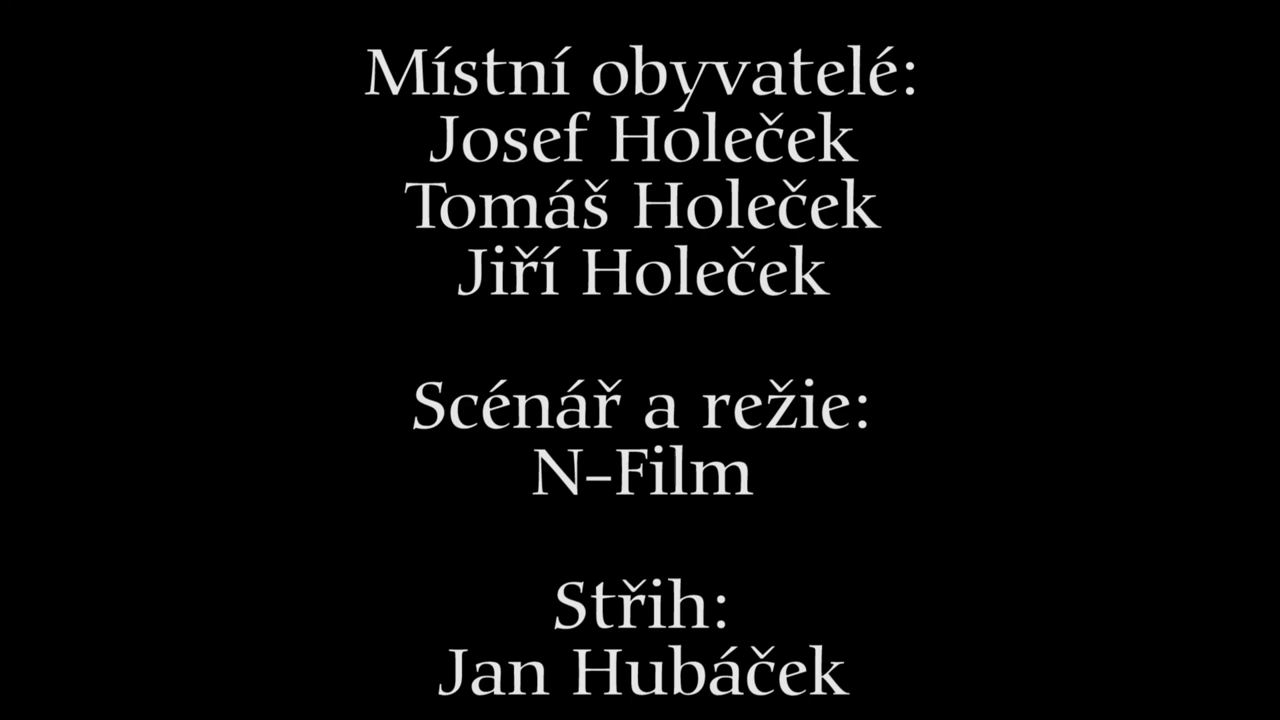 Místní obyvatelé:
Josef Holeček
Tomáš Holeček
Jiří Holeček
Scénář a režie:
N-Film
Střih:
Jan Hubáček